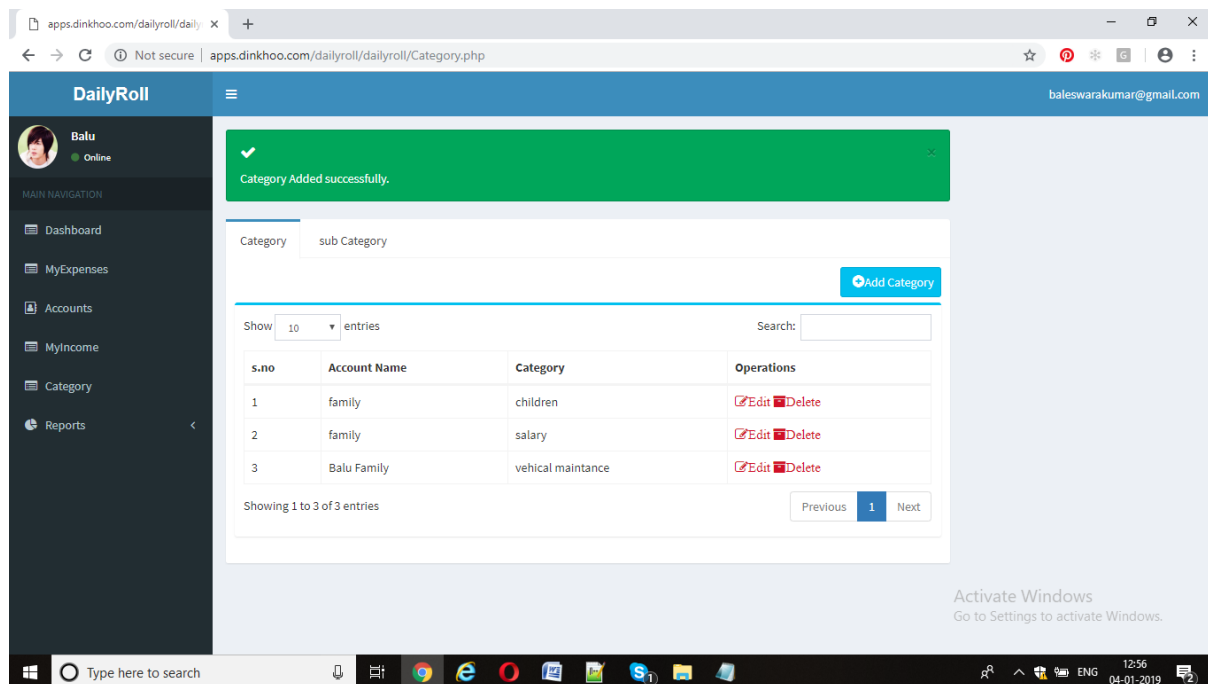 apps.dinkhoo.com/dailyroll/daily
Not secure | apps.dinkhoo.com/dailyroll/dailyroll/Category.php
DailyRoll
baleswarakumar@gmail.com
Balu
Online
MAIN NAVIGATION
Dashboard
MyExpenses
Accounts
MyIncome
Category
Reports
Category Added successfully.
Category sub Category
Add Category
Show 10 entries Search:
s.no Account Name Category Operations
1 family children Edit Delete
2 family salary Edit Delete
3 Balu Family vehical maintance Edit Delete
Showing 1 to 3 of 3 entries Previous 1 Next
Activate Windows
Go to Settings to activate Windows.
Type here to search
ENG
12:56
04-01-2019